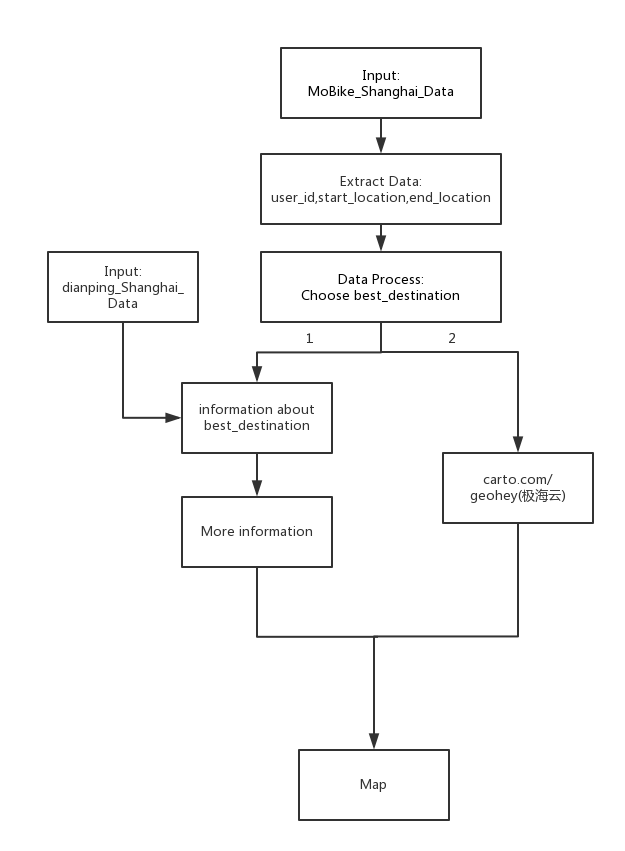 Input:
MoBike_Shanghai_Data
Extract Data:
user_id,start_location,end_location
Input:
dianping_Shanghai_
Data
Data Process:
Choose best_destination
1
2
information about
best_destination
carto.com/
geohey(极海云)
More information
Map